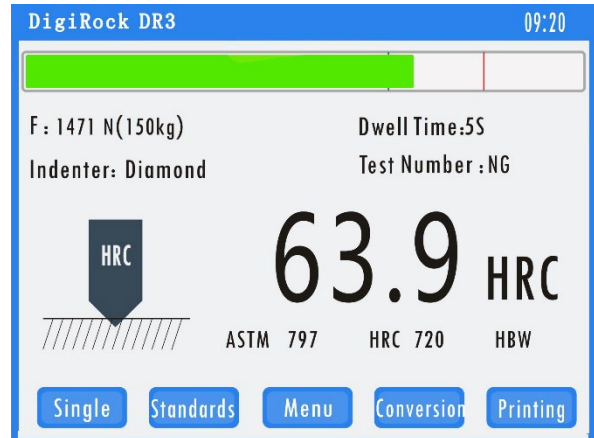 DigiRock DR3 09:20
F: 1471 N(150kg) Dwell Time:5S
Indenter: Diamond Test Number :NG
HRC
63.9 HRC
ASTM 797 HRC 720 HBW
Single Standards Menu Conversion Printing